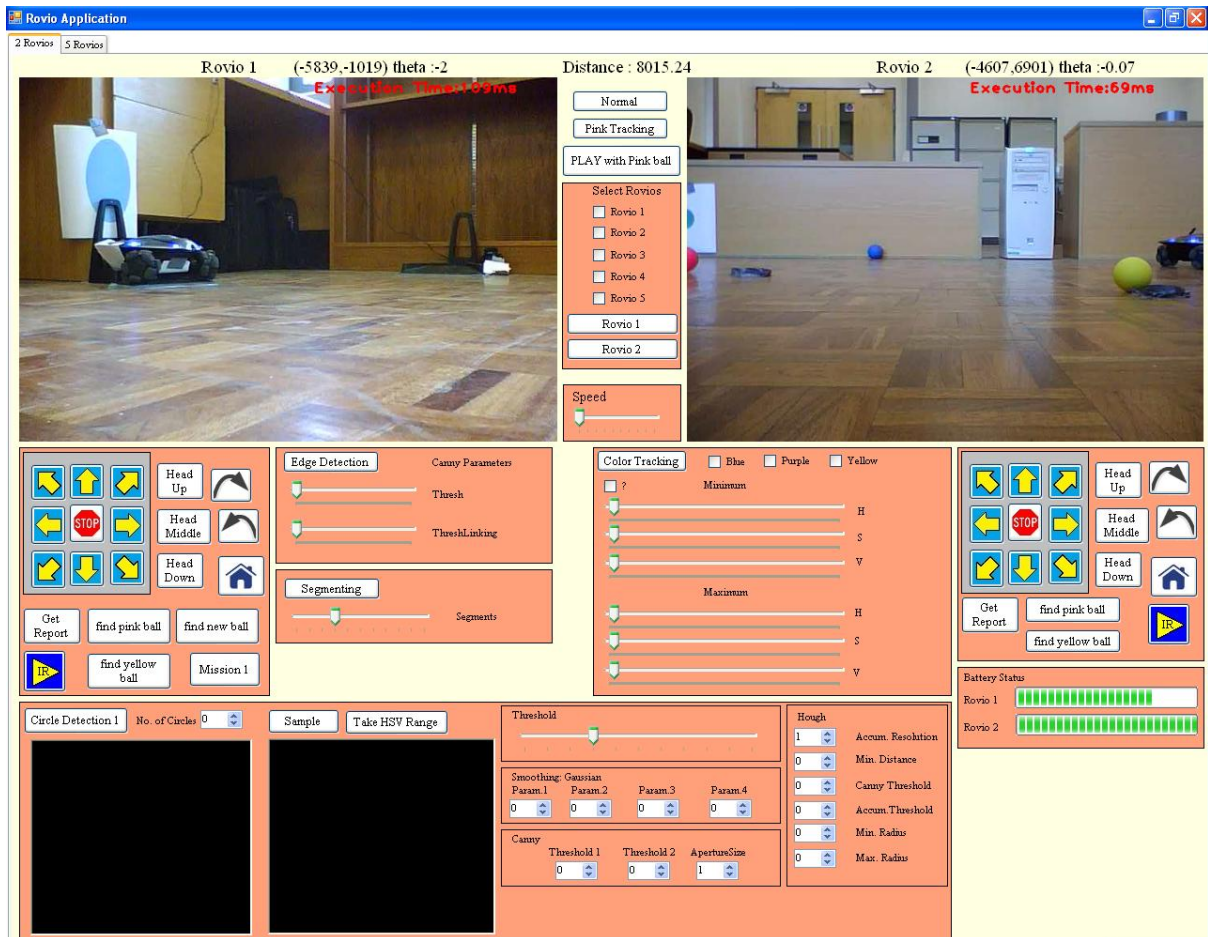 Rovio Application
2 Rovios
5 Rovios
Rovio 1 (-5839,-1019) theta :-2
Distance : 8015.24
Rovio 2 (-4607,6901) theta :-0.07
Execution Time:109ms
Execution Time:69ms
Normal
Pink Tracking
PLAY with Pink ball
Select Rovios
Rovio 1
Rovio 2
Rovio 3
Rovio 4
Rovio 5
Rovio 1
Rovio 2
Speed
Head
Up
STOP
Head
Middle
Head
Down
Get
Report
find pink ball
find new ball
IR
find yellow
ball
Mission 1
Edge Detection
Canny Parameters
Thresh
ThreshLinking
Segmenting
Segments
Color Tracking
Blue
Purple
Yellow
?
Minimum
H
S
V
Maximum
H
S
V
Head
Up
STOP
Head
Middle
Head
Down
Get
Report
find pink ball
find yellow ball
IR
Battery Status
Rovio 1
Rovio 2
Circle Detection 1
No. of Circles 0
Sample
Take HSV Range
Threshold
Smoothing: Gaussian
Param.1 Param.2 Param.3 Param.4
0 0 0 0
Canny
Threshold 1 Threshold 2 ApertureSize
0 0 1
Hough
1 Accum. Resolution
0 Min. Distance
0 Canny Threshold
0 Accum.Threshold
0 Min. Radius
0 Max. Radius